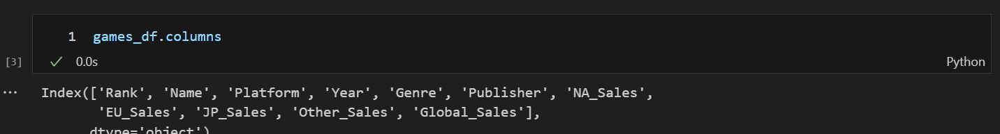 1 games_df.columns
[3] 0.0s Python
... Index(['Rank', 'Name', 'Platform', 'Year', 'Genre', 'Publisher', 'NA_Sales',
'EU_Sales', 'JP_Sales', 'Other_Sales', 'Global_Sales'],
dtype='object')